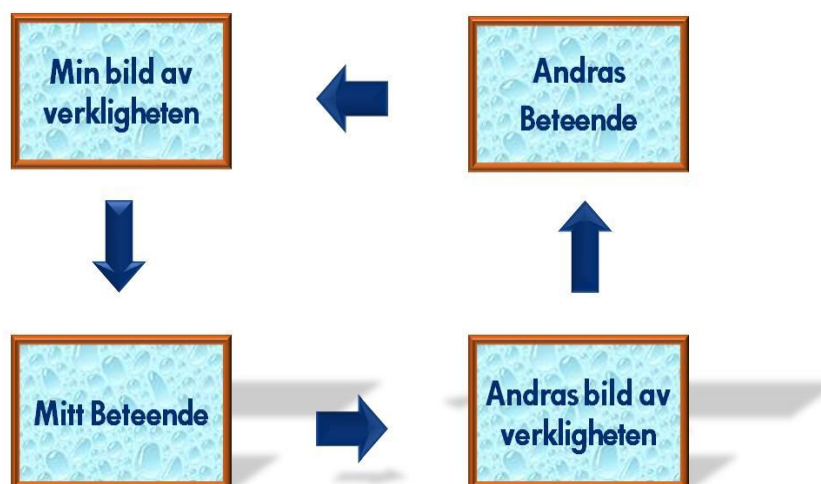 Min bild av
verkligheten
Andras
Beteende
Mitt Beteende
Andras bild av
verkligheten